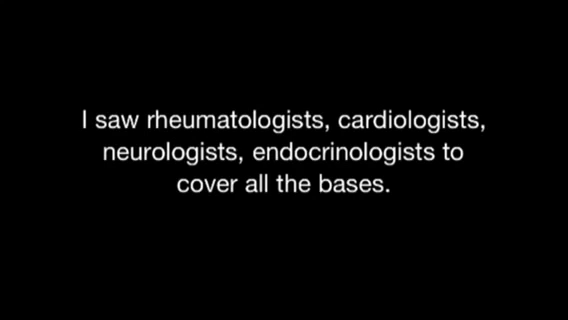 I saw rheumatologists, cardiologists,
neurologists, endocrinologists to
cover all the bases.